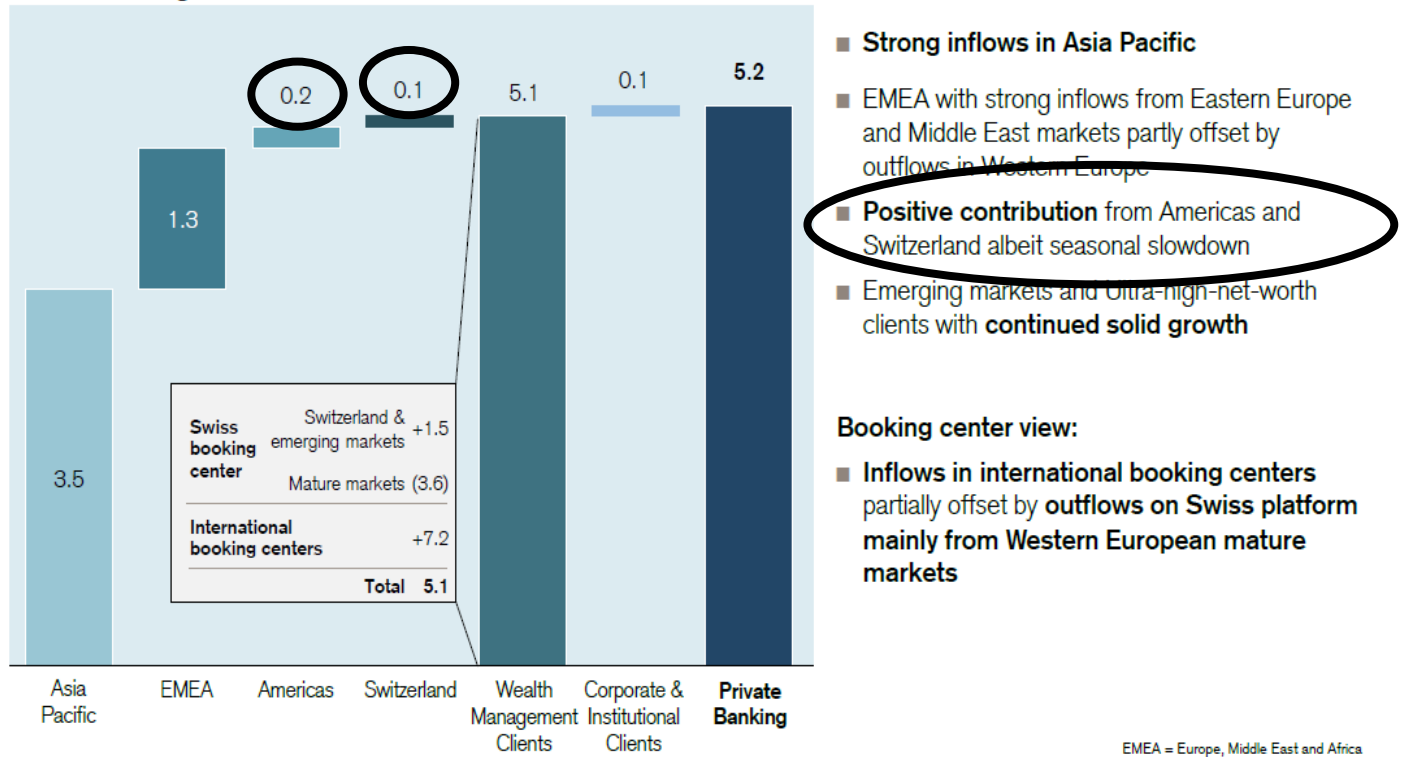 0.2
0.1
5.1
0.1
5.2
1.3
3.5
Swiss
booking
center
Switzerland &
emerging markets
+1.5
Mature markets (3.6)
International
booking centers
+7.2
Total 5.1
Asia
Pacific
EMEA
Americas
Switzerland
Wealth
Management
Clients
Corporate &
Institutional
Clients
Private
Banking
■ Strong inflows in Asia Pacific
■ EMEA with strong inflows from Eastern Europe
and Middle East markets partly offset by
outflows in Western Europe
■ Positive contribution from Americas and
Switzerland albeit seasonal slowdown
■ Emerging markets and Ultra-high-net-worth
clients with continued solid growth
Booking center view:
■ Inflows in international booking centers
partially offset by outflows on Swiss platform
mainly from Western European mature
markets
EMEA = Europe, Middle East and Africa